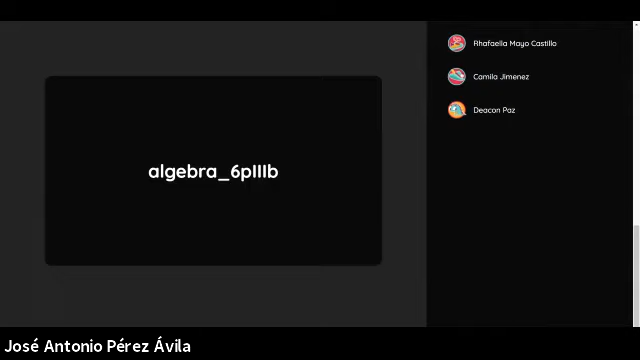 Rhafaella Mayo Castillo
Camila Jimenez
Deacon Paz
algebra_6pIIIb
José Antonio Pérez Ávila